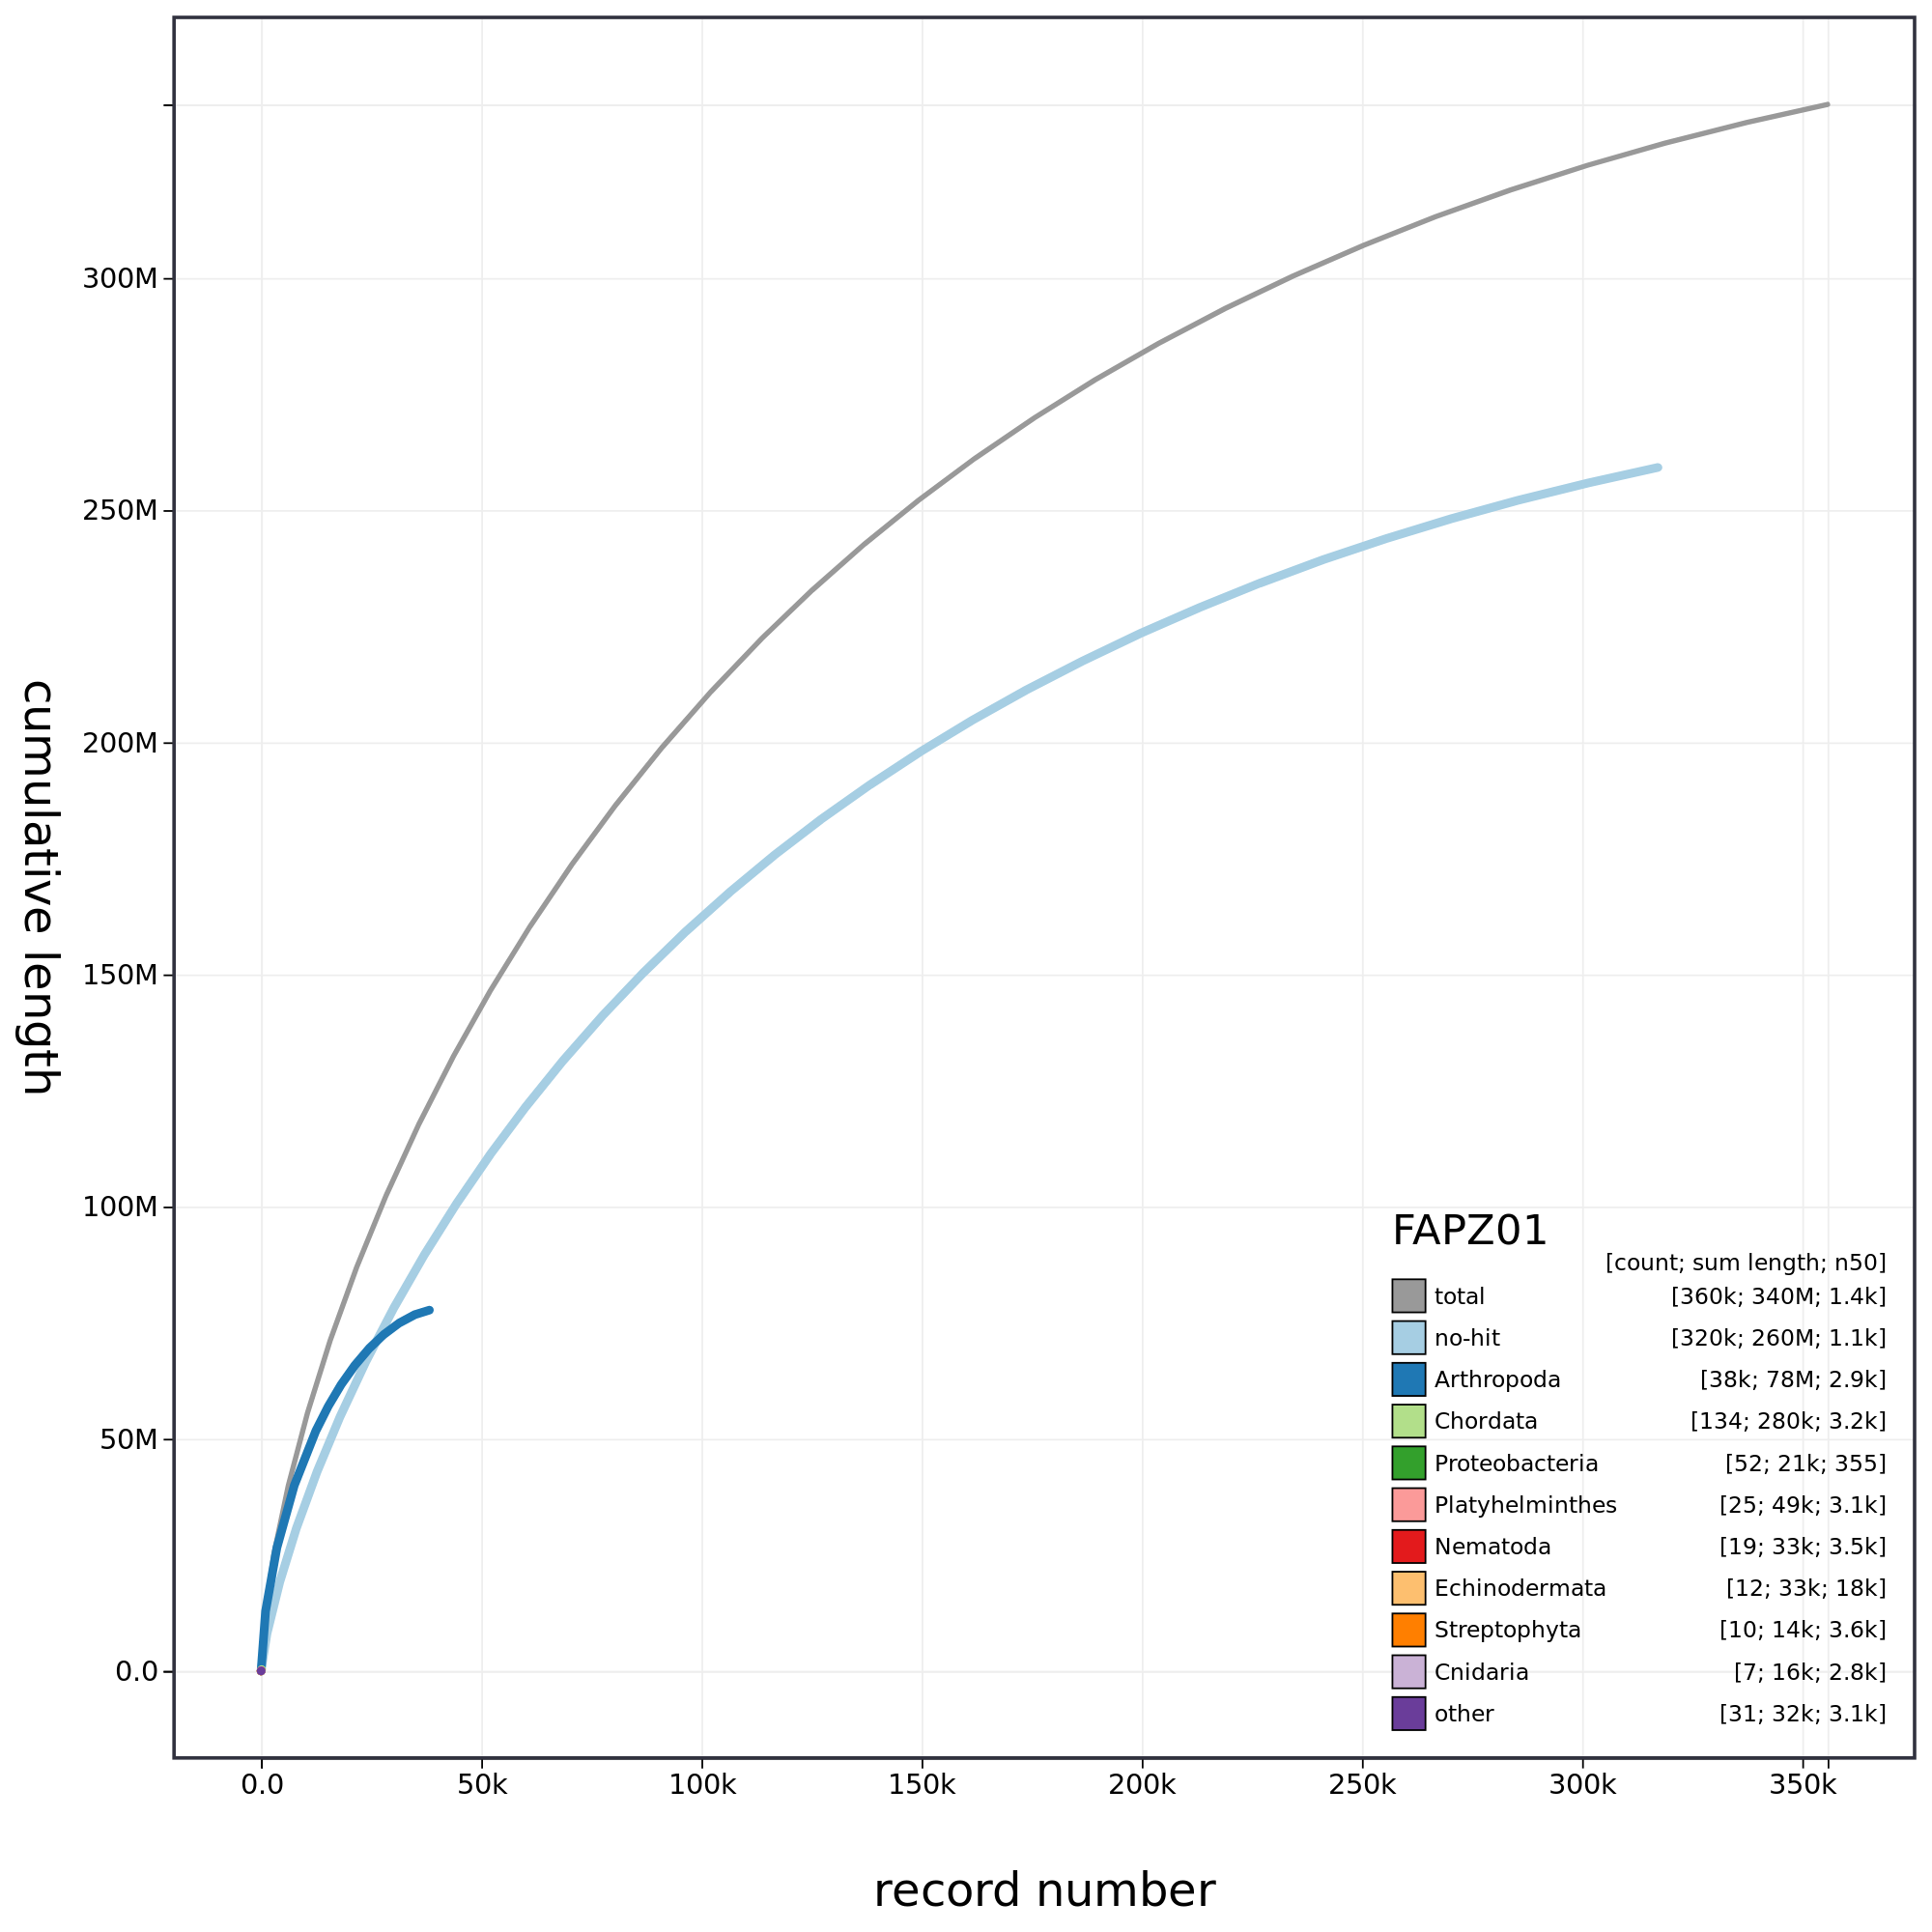 cumulative length
300M
250M
200M
150M
100M
50M
0.0
0.0 50k 100k 150k 200k 250k 300k 350k
record number
FAPZ01
[count; sum length; n50]
total [360k; 340M; 1.4k]
no-hit [320k; 260M; 1.1k]
Arthropoda [38k; 78M; 2.9k]
Chordata [134; 280k; 3.2k]
Proteobacteria [52; 21k; 355]
Platyhelminthes [25; 49k; 3.1k]
Nematoda [19; 33k; 3.5k]
Echinodermata [12; 33k; 18k]
Streptophyta [10; 14k; 3.6k]
Cnidaria [7; 16k; 2.8k]
other [31; 32k; 3.1k]